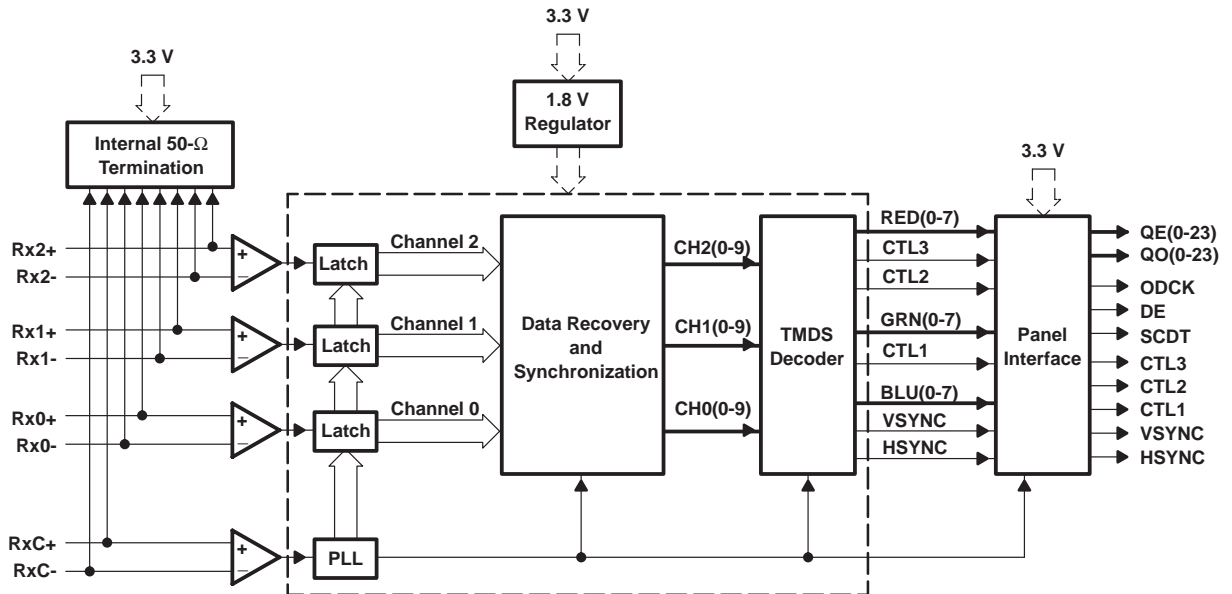 3.3 V
3.3 V
1.8 V
Regulator
Internal 50-Ω
Termination
3.3 V
Rx2+
Rx2-
Rx1+
Rx1-
Rx0+
Rx0-
RxC+
RxC-
+
−
+
−
+
−
+
−
Latch
Latch
Latch
PLL
Channel 2
Channel 1
Channel 0
Data Recovery
and
Synchronization
CH2(0-9)
CH1(0-9)
CH0(0-9)
TMDS
Decoder
RED(0-7)
CTL3
CTL2
GRN(0-7)
CTL1
BLU(0-7)
VSYNC
HSYNC
Panel
Interface
QE(0-23)
QO(0-23)
ODCK
DE
SCDT
CTL3
CTL2
CTL1
VSYNC
HSYNC